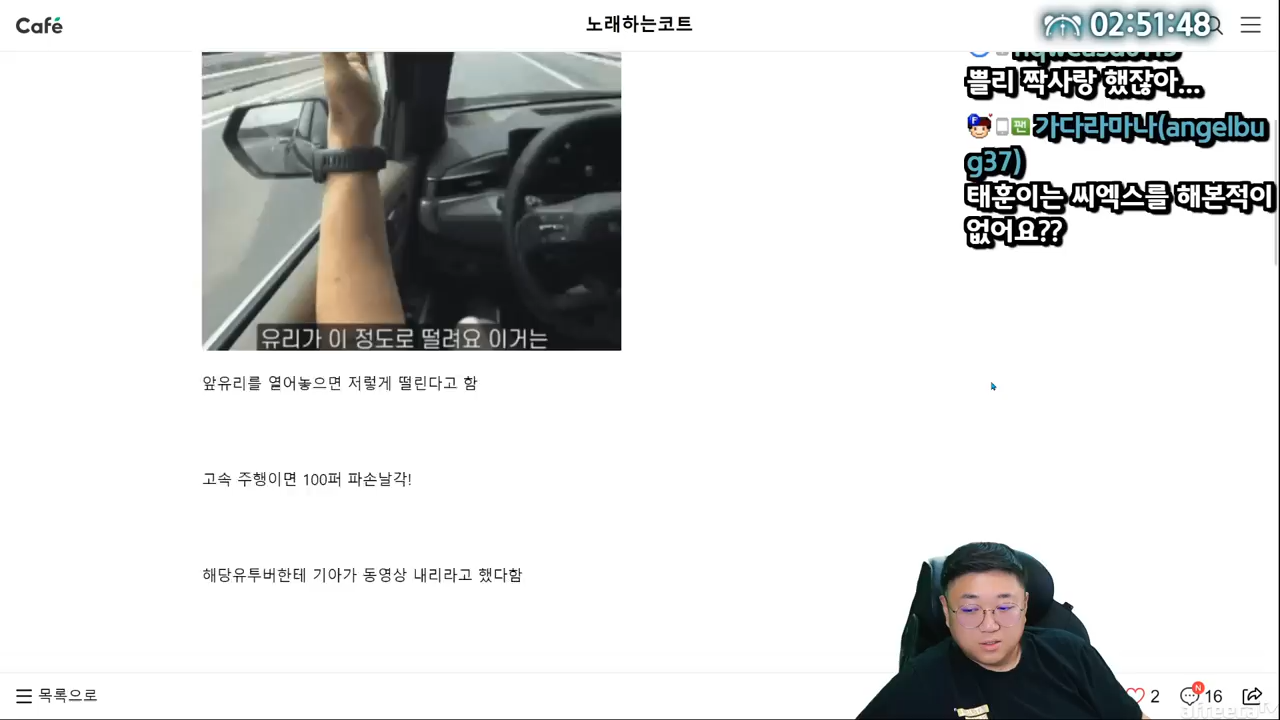 Café
노래하는코트
02:51:48
쁠리 짝사랑 했잖아...
팬 가다라마나(angelbu
g37)
태훈이는 씨엑스를 해본적이
없어요??
유리가 이 정도로 떨려요 이거는
앞유리를 열어놓으면 저렇게 떨린다고 함
고속 주행이면 100퍼 파손날각!
해당유투버한테 기아가 동영상 내리라고 했다함
목록으로
2
N
16
afreecaTV